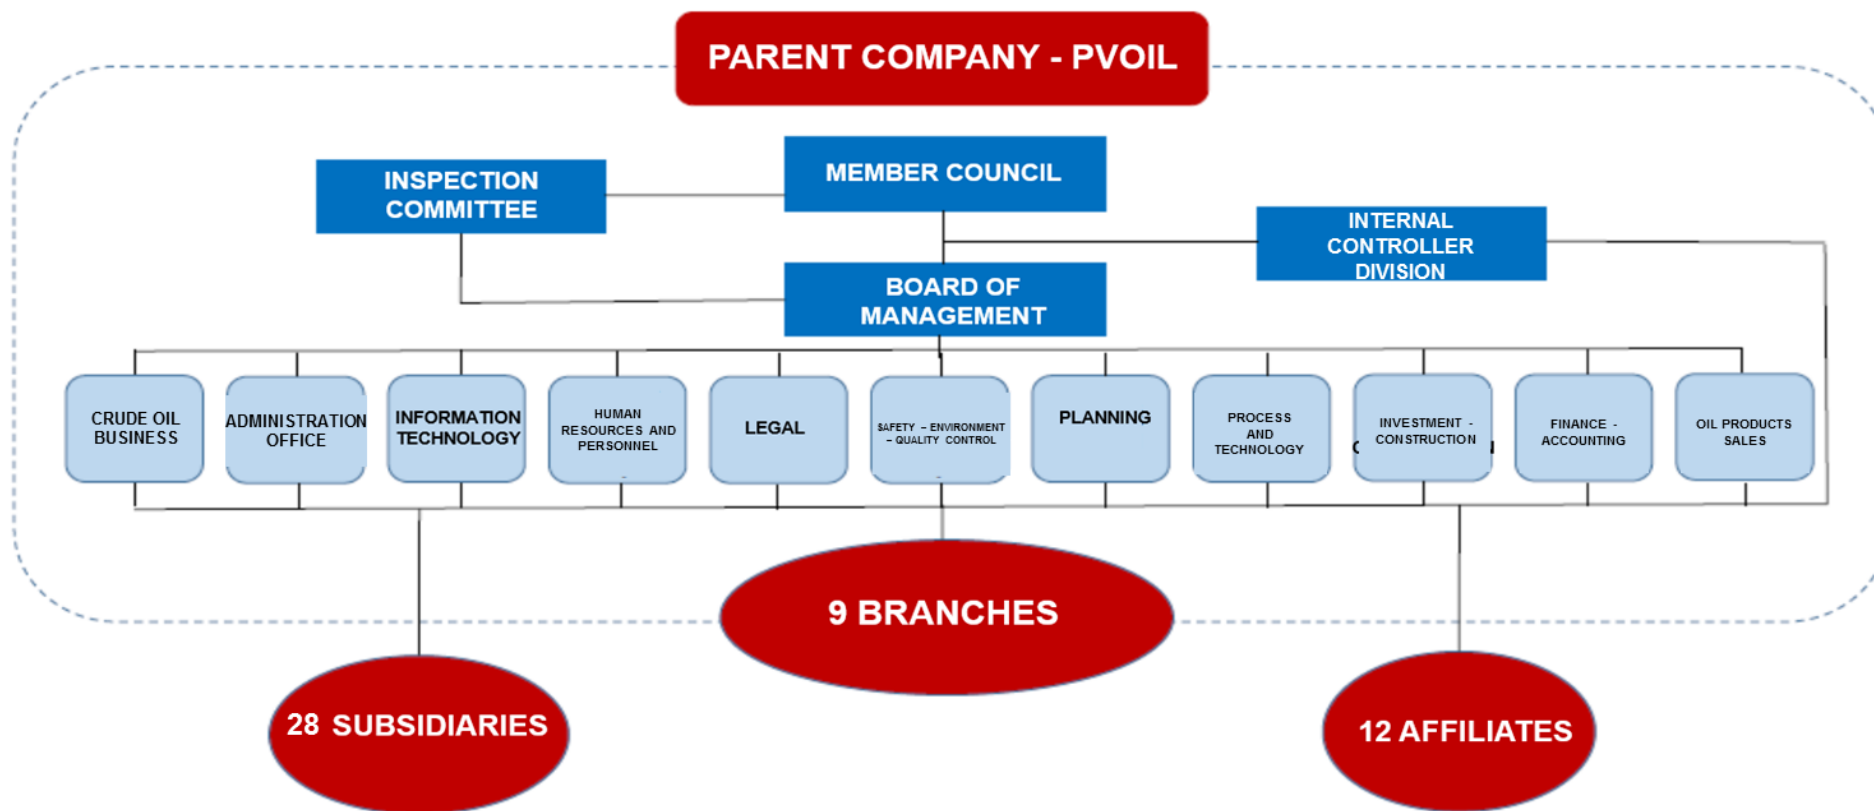 PARENT COMPANY - PVOIL
MEMBER COUNCIL
INSPECTION
COMMITTEE
INTERNAL
CONTROLLER
DIVISION
BOARD OF
MANAGEMENT
CRUDE OIL
BUSINESS
ADMINISTRATION
OFFICE
INFORMATION
TECHNOLOGY
HUMAN
RESOURCES AND
PERSONNEL
LEGAL
SAFETY – ENVIRONMENT
– QUALITY CONTROL
PLANNING
PROCESS
AND
TECHNOLOGY
INVESTMENT -
CONSTRUCTION
FINANCE -
ACCOUNTING
OIL PRODUCTS
SALES
9 BRANCHES
28 SUBSIDIARIES
12 AFFILIATES